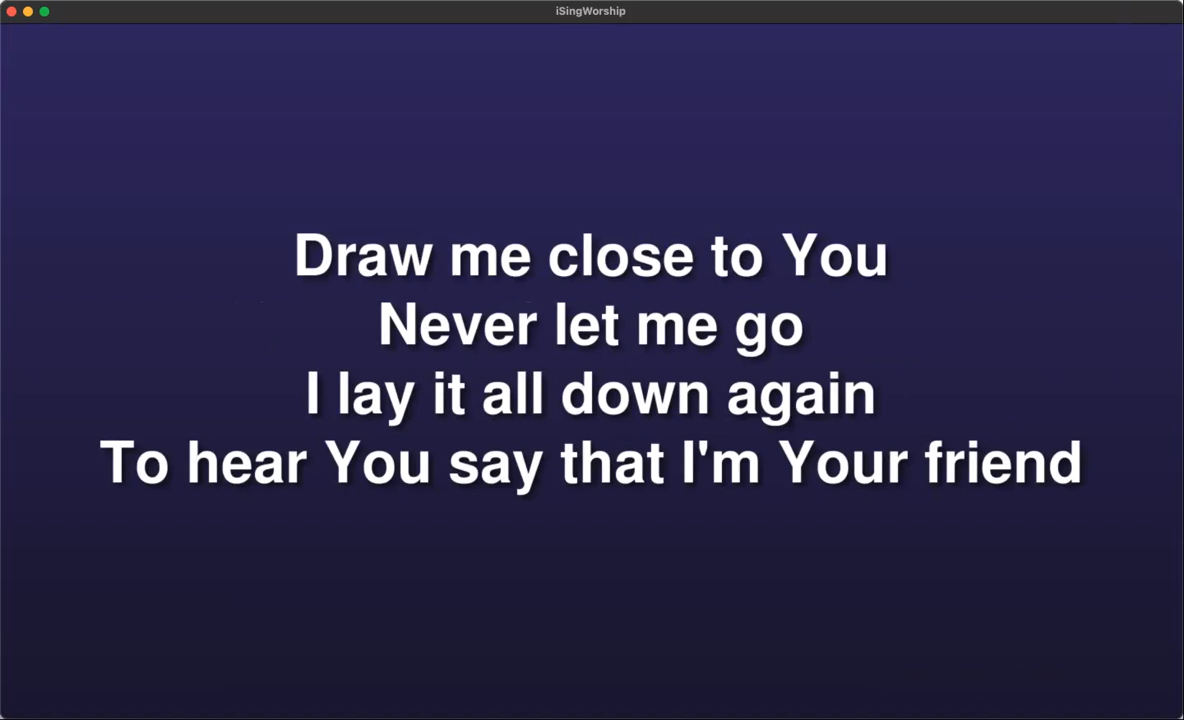 iSingWorship
Draw me close to You
Never let me go
I lay it all down again
To hear You say that I'm Your friend